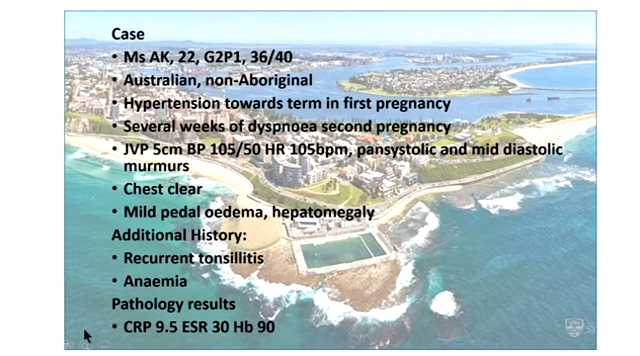 Case
• Ms AK, 22, G2P1, 36/40
• Australian, non-Aboriginal
• Hypertension towards term in first pregnancy
• Several weeks of dyspnoea second pregnancy
• JVP 5cm BP 105/50 HR 105bpm, pansystolic and mid diastolic
murmurs
• Chest clear
• Mild pedal oedema, hepatomegaly
Additional History:
• Recurrent tonsillitis
• Anaemia
Pathology results
• CRP 9.5 ESR 30 Hb 90